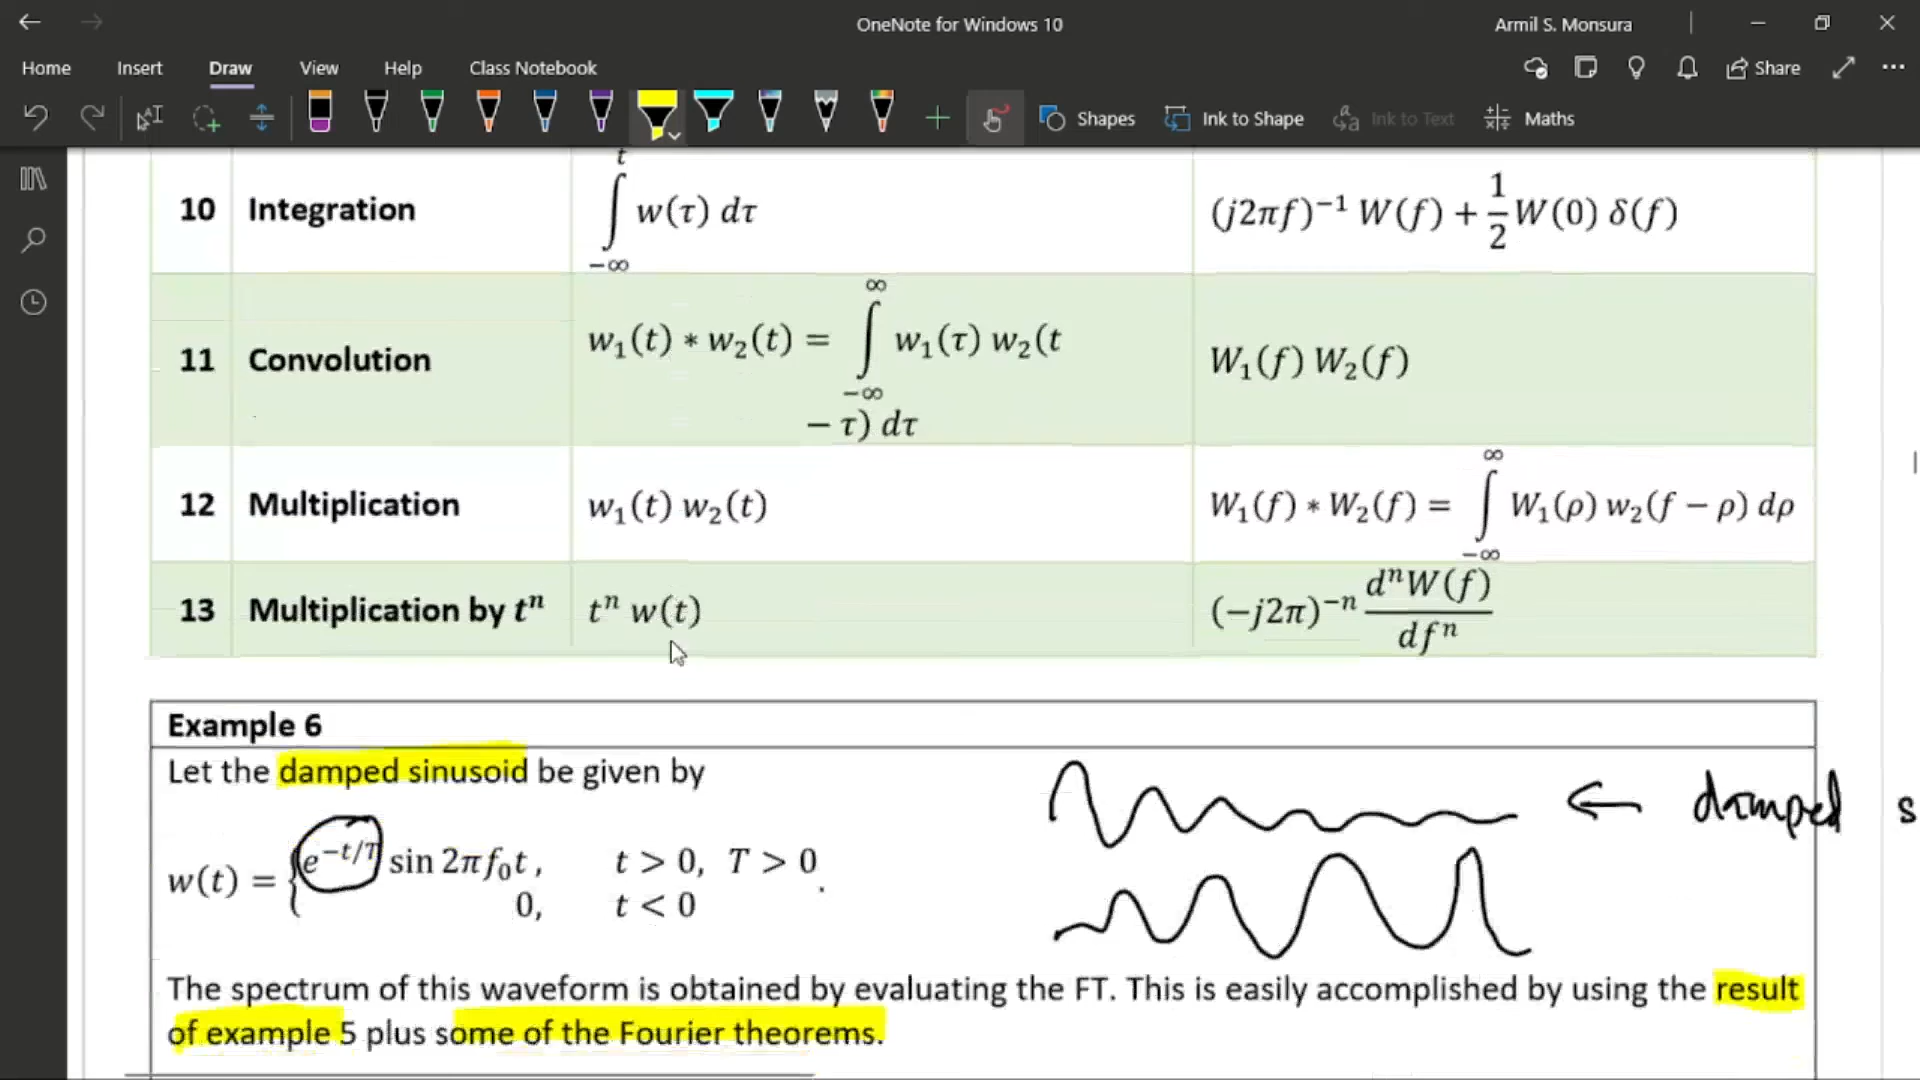 OneNote for Windows 10
Armil S. Monsura
Home Insert Draw View Help Class Notebook Share
Shapes Ink to Shape Ink to Text Maths
10 Integration ∫_{−∞}^{t} w(τ) dτ (j2πf)⁻¹ W(f) + ½ W(0) δ(f)
11 Convolution w₁(t) ∗ w₂(t) = ∫_{−∞}^{∞} w₁(τ) w₂(t W₁(f) W₂(f)
− τ) dτ
12 Multiplication w₁(t) w₂(t) W₁(f) ∗ W₂(f) = ∫_{−∞}^{∞} W₁(ρ) w₂(f − ρ) dρ
13 Multiplication by tⁿ tⁿ w(t) (−j2π)⁻ⁿ dⁿW(f)/dfⁿ
Example 6
Let the damped sinusoid be given by
damped s
w(t) = { e^{−t/T} sin 2πf₀t, t > 0, T > 0
0, t < 0 .
The spectrum of this waveform is obtained by evaluating the FT. This is easily accomplished by using the result
of example 5 plus some of the Fourier theorems.